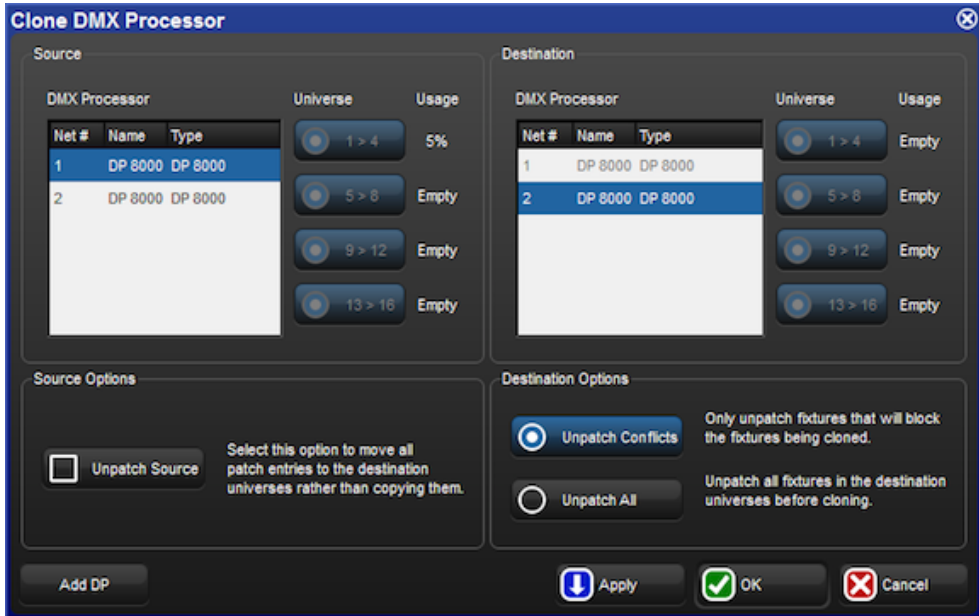 Clone DMX Processor
Source
DMX Processor Universe Usage
Net # Name Type
1 DP 8000 DP 8000
2 DP 8000 DP 8000
1 > 4 5%
5 > 8 Empty
9 > 12 Empty
13 > 16 Empty
Destination
DMX Processor Universe Usage
Net # Name Type
1 DP 8000 DP 8000
2 DP 8000 DP 8000
1 > 4 Empty
5 > 8 Empty
9 > 12 Empty
13 > 16 Empty
Source Options
Unpatch Source
Select this option to move all
patch entries to the destination
universes rather than copying them.
Destination Options
Unpatch Conflicts
Only unpatch fixtures that will block
the fixtures being cloned.
Unpatch All
Unpatch all fixtures in the destination
universes before cloning.
Add DP
Apply
OK
Cancel